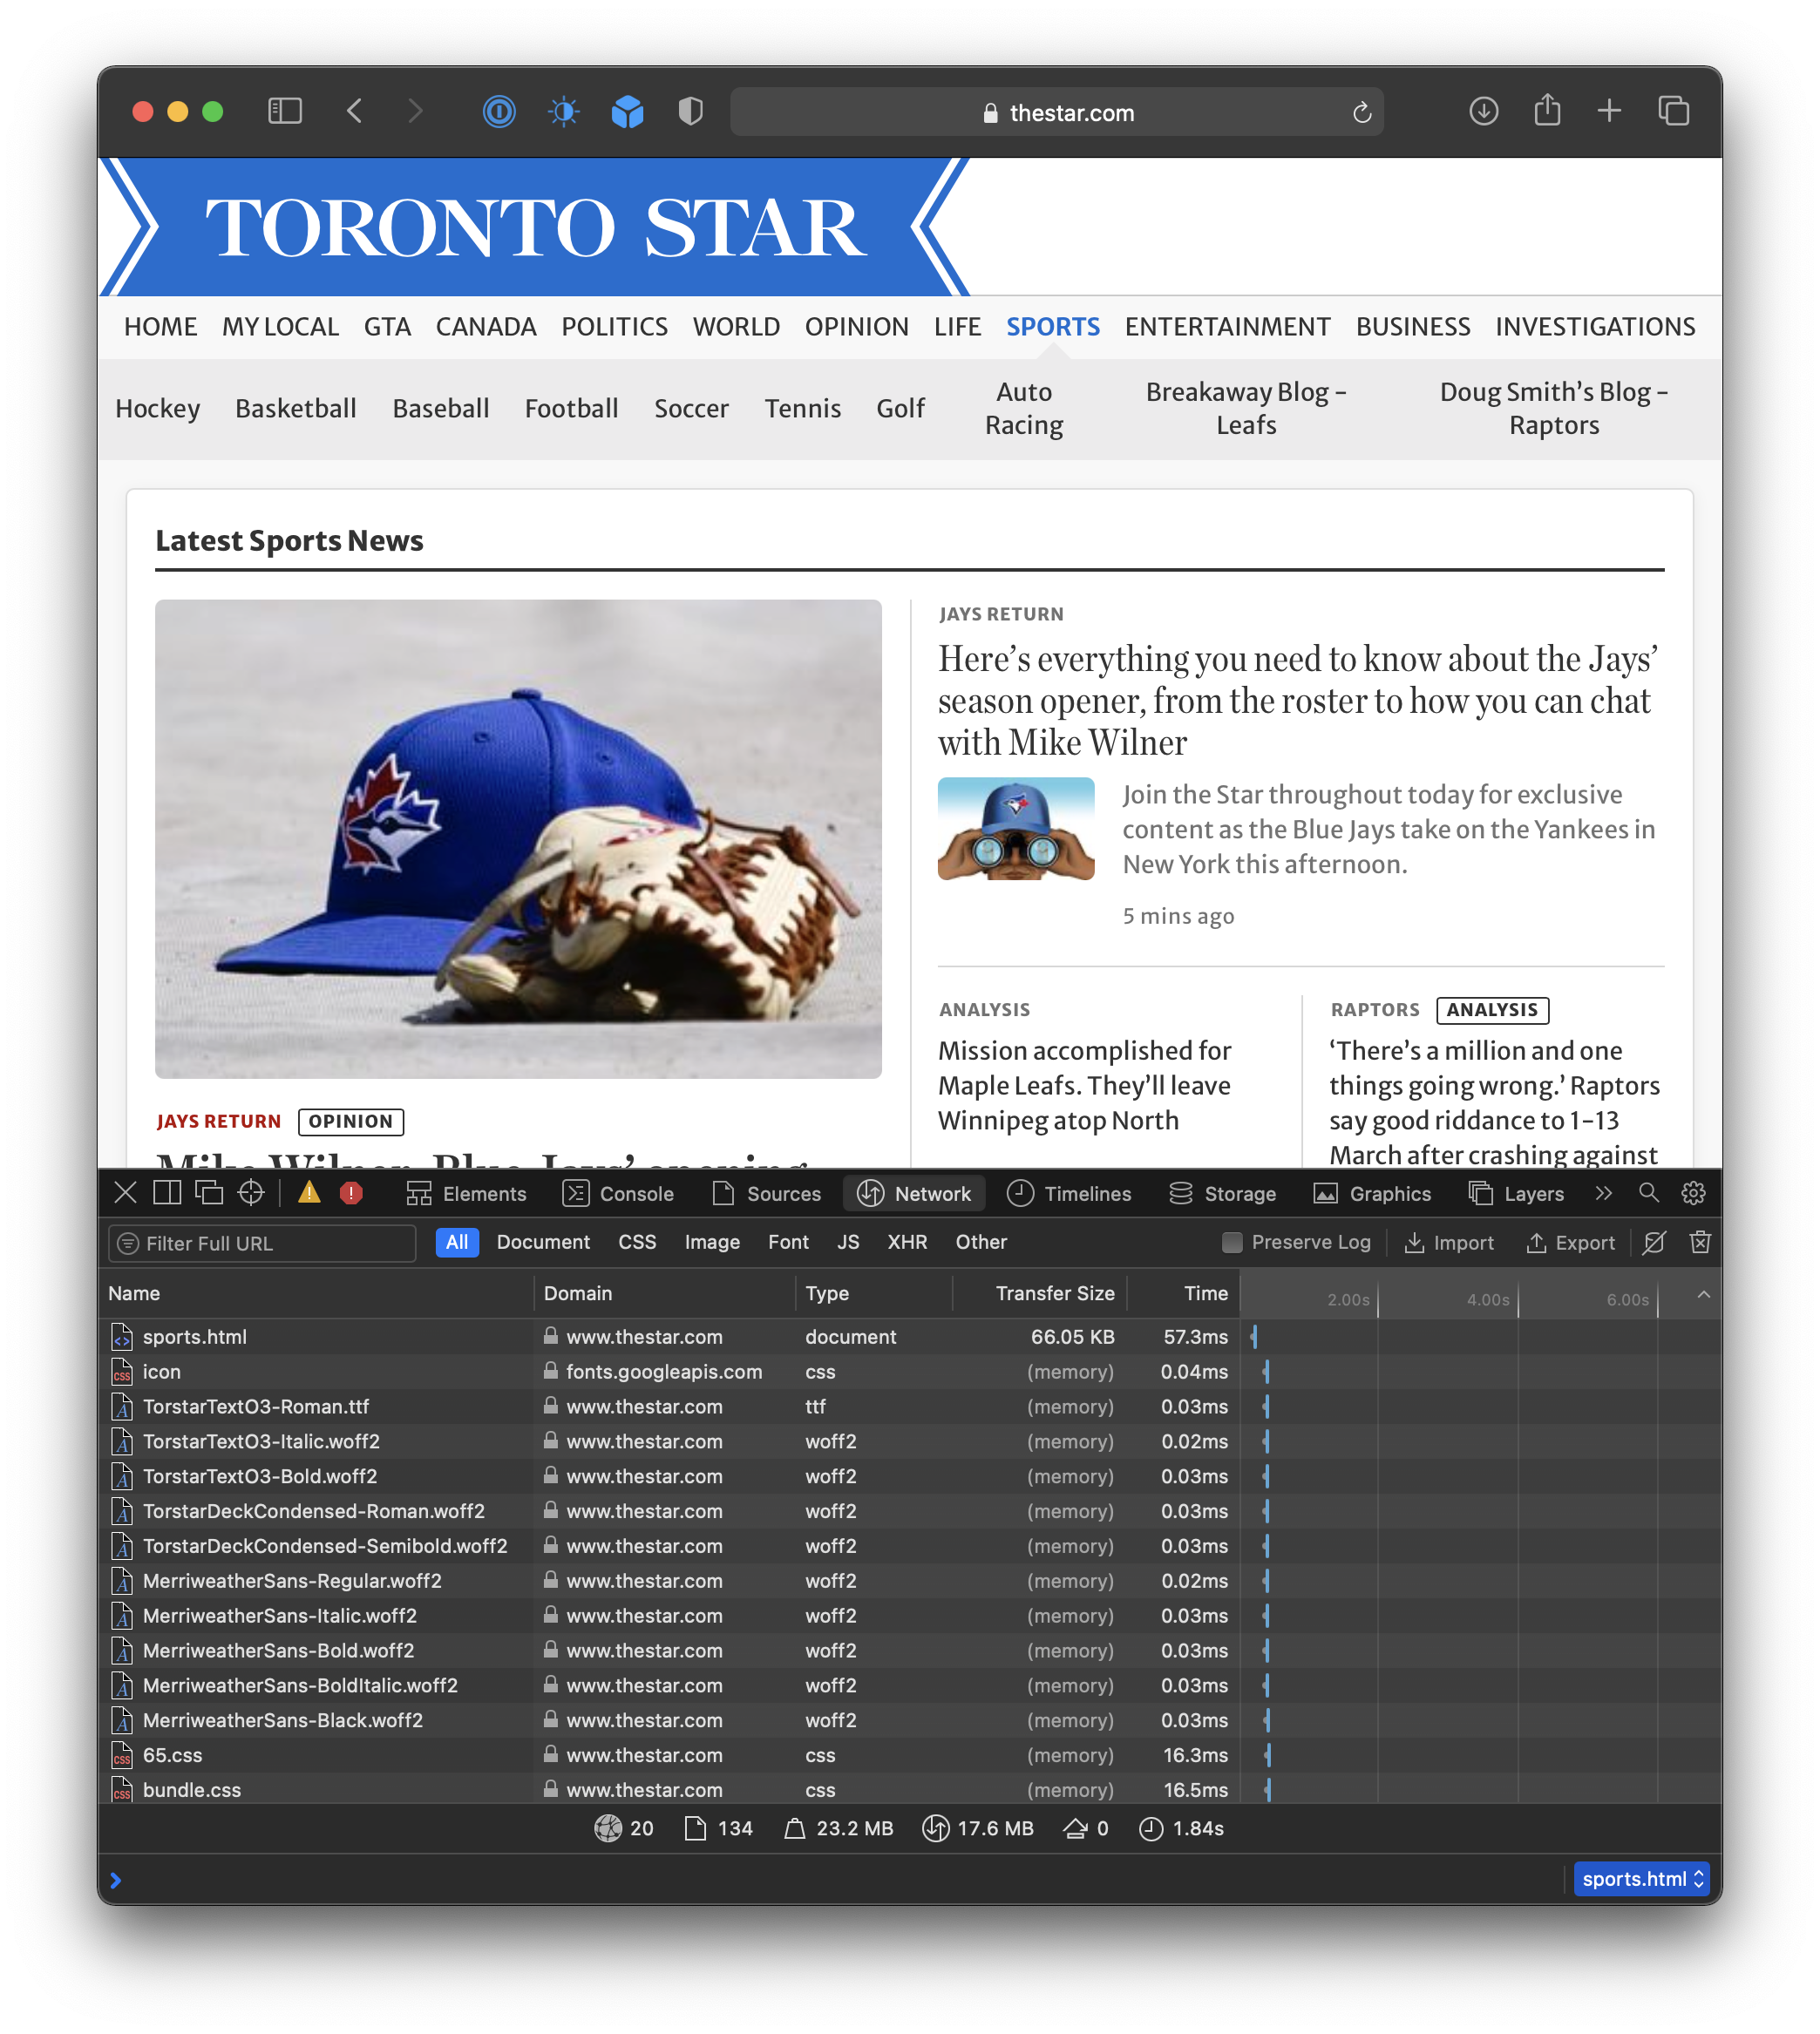 thestar.com
TORONTO STAR
HOME MY LOCAL GTA CANADA POLITICS WORLD OPINION LIFE SPORTS ENTERTAINMENT BUSINESS INVESTIGATIONS
Hockey Basketball Baseball Football Soccer Tennis Golf Auto Racing Breakaway Blog – Leafs Doug Smith’s Blog – Raptors
Latest Sports News
JAYS RETURN OPINION
Mike Wilner: Blue Jays’ opening
JAYS RETURN
Here’s everything you need to know about the Jays’
season opener, from the roster to how you can chat
with Mike Wilner
Join the Star throughout today for exclusive
content as the Blue Jays take on the Yankees in
New York this afternoon.
5 mins ago
ANALYSIS
Mission accomplished for
Maple Leafs. They’ll leave
Winnipeg atop North
RAPTORS ANALYSIS
‘There’s a million and one
things going wrong.’ Raptors
say good riddance to 1–13
March after crashing against
Elements Console Sources Network Timelines Storage Graphics Layers
Filter Full URL All Document CSS Image Font JS XHR Other Preserve Log Import Export
Name Domain Type Transfer Size Time 2.00s 4.00s 6.00s
sports.html www.thestar.com document 66.05 KB 57.3ms
icon fonts.googleapis.com css (memory) 0.04ms
TorstarTextO3-Roman.ttf www.thestar.com ttf (memory) 0.03ms
TorstarTextO3-Italic.woff2 www.thestar.com woff2 (memory) 0.02ms
TorstarTextO3-Bold.woff2 www.thestar.com woff2 (memory) 0.03ms
TorstarDeckCondensed-Roman.woff2 www.thestar.com woff2 (memory) 0.03ms
TorstarDeckCondensed-Semibold.woff2 www.thestar.com woff2 (memory) 0.03ms
MerriweatherSans-Regular.woff2 www.thestar.com woff2 (memory) 0.02ms
MerriweatherSans-Italic.woff2 www.thestar.com woff2 (memory) 0.03ms
MerriweatherSans-Bold.woff2 www.thestar.com woff2 (memory) 0.03ms
MerriweatherSans-BoldItalic.woff2 www.thestar.com woff2 (memory) 0.03ms
MerriweatherSans-Black.woff2 www.thestar.com woff2 (memory) 0.03ms
65.css www.thestar.com css (memory) 16.3ms
bundle.css www.thestar.com css (memory) 16.5ms
20 134 23.2 MB 17.6 MB 0 1.84s
sports.html